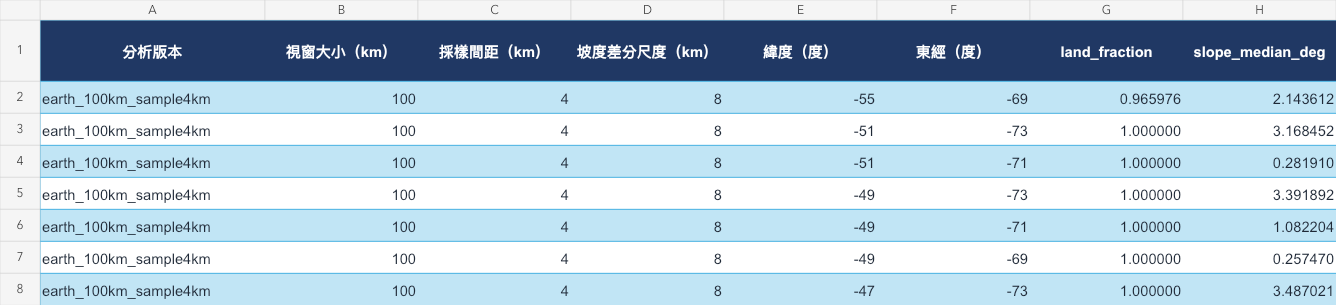 A B C D E F G H
1 分析版本 視窗大小（km） 採樣間距（km） 坡度差分尺度（km） 緯度（度） 東經（度） land_fraction slope_median_deg
2 earth_100km_sample4km 100 4 8 -55 -69 0.965976 2.143612
3 earth_100km_sample4km 100 4 8 -51 -73 1.000000 3.168452
4 earth_100km_sample4km 100 4 8 -51 -71 1.000000 0.281910
5 earth_100km_sample4km 100 4 8 -49 -73 1.000000 3.391892
6 earth_100km_sample4km 100 4 8 -49 -71 1.000000 1.082204
7 earth_100km_sample4km 100 4 8 -49 -69 1.000000 0.257470
8 earth_100km_sample4km 100 4 8 -47 -73 1.000000 3.487021